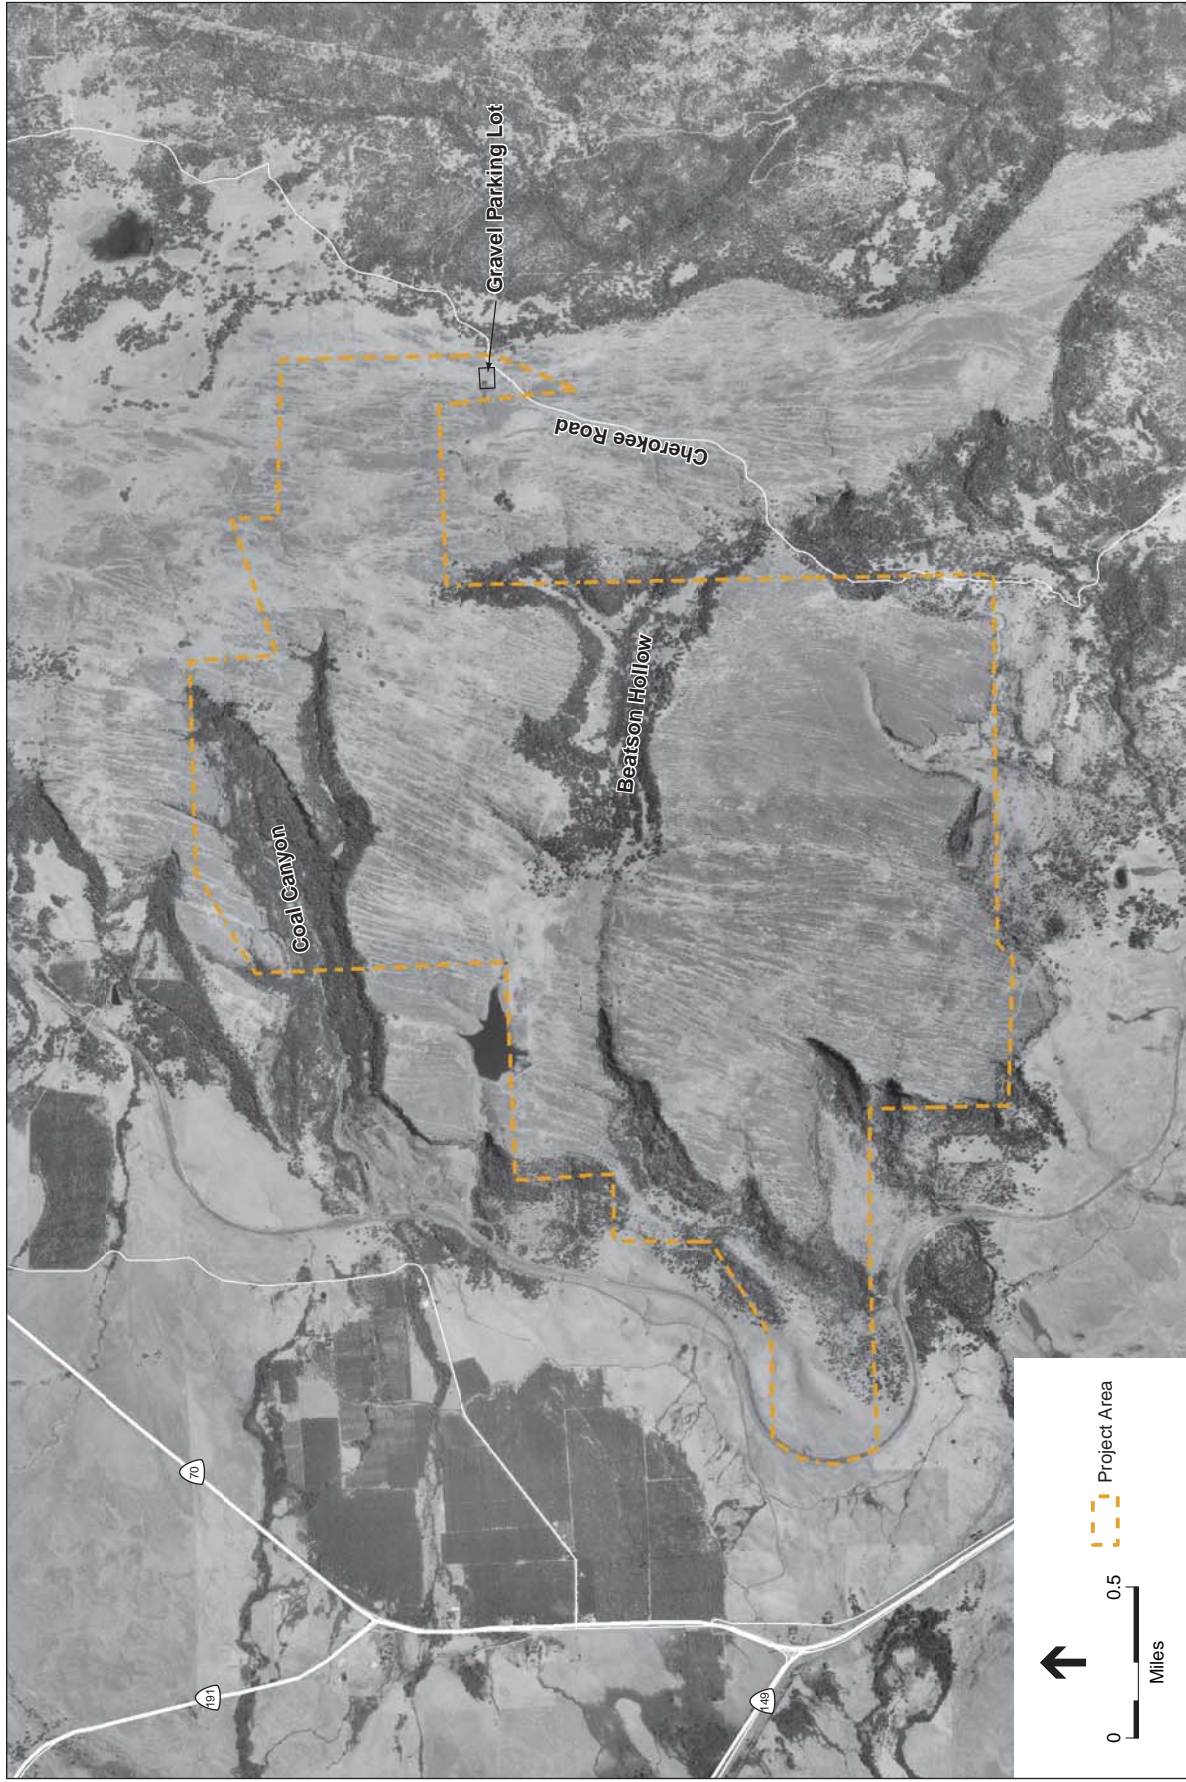 Gravel Parking Lot
Cherokee Road
Coal Canyon
Beatson Hollow
70
191
149
0
0.5
Miles
Project Area